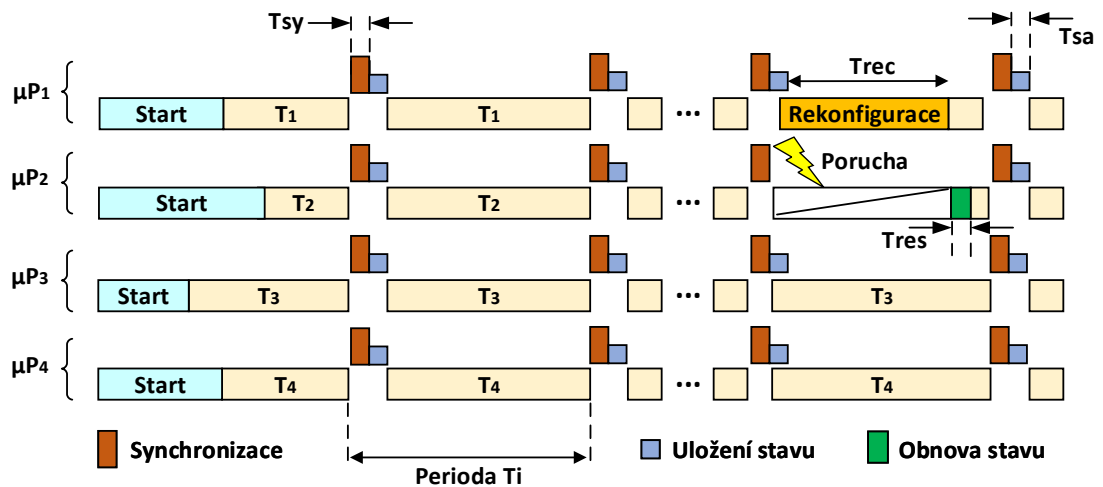 Tsy
Tsa
µP1
Trec
Start
T1
T1
...
Rekonfigurace
µP2
Porucha
Start
T2
T2
...
Tres
µP3
Start
T3
T3
...
T3
µP4
Start
T4
T4
...
T4
Synchronizace
Uložení stavu
Obnova stavu
Perioda Ti